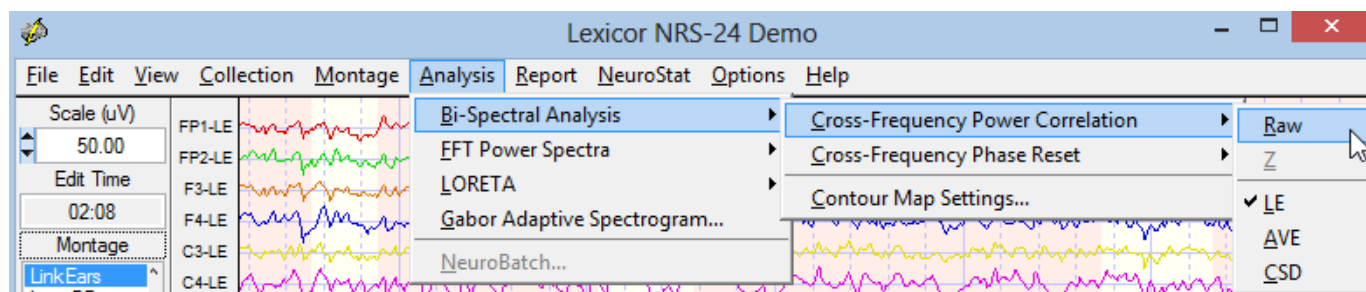 Lexicor NRS-24 Demo
File Edit View Collection Montage Analysis Report NeuroStat Options Help
Scale (uV)
50.00
Edit Time
02:08
Montage
LinkEars
FP1-LE
FP2-LE
F3-LE
F4-LE
C3-LE
C4-LE
Bi-Spectral Analysis
FFT Power Spectra
LORETA
Gabor Adaptive Spectrogram...
NeuroBatch...
Cross-Frequency Power Correlation
Cross-Frequency Phase Reset
Contour Map Settings...
Raw
Z
LE
AVE
CSD